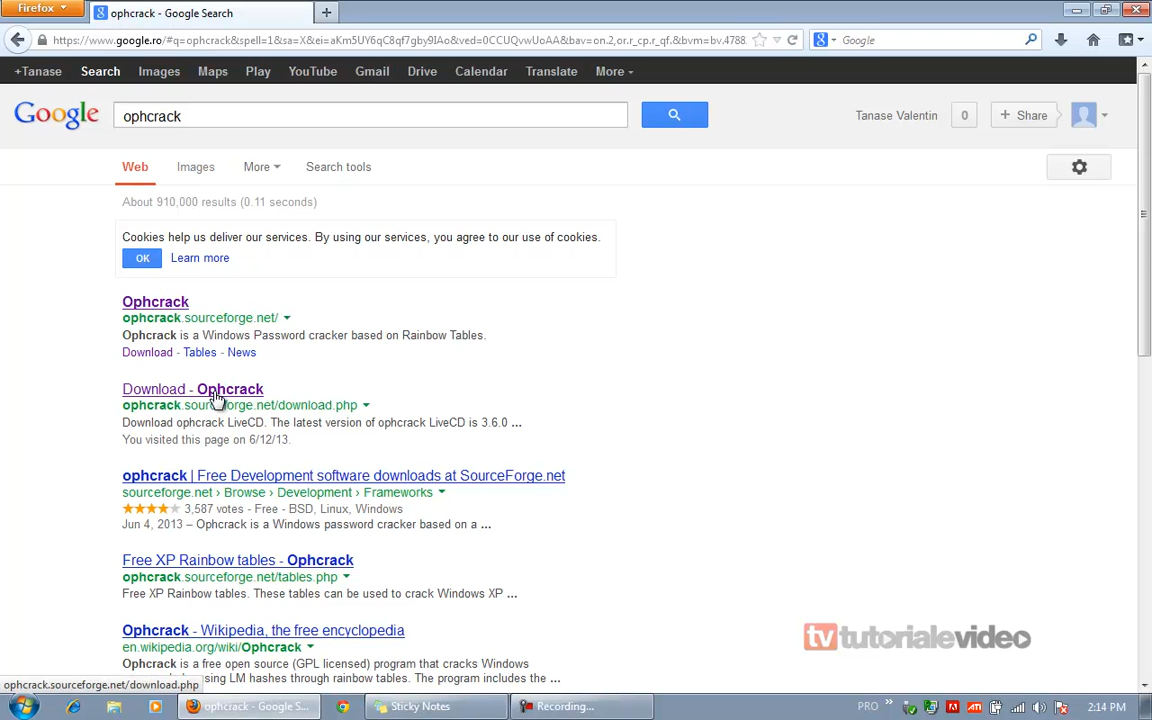 Firefox
ophcrack - Google Search
https://www.google.ro/#q=ophcrack&spell=1&sa=X&ei=aKm5UY6qC8qf7gby9IAo&ved=0CCUQvwUoAA&bav=on.2,or.r_cp.r_qf.&bvm=bv.4788
Google
+Tanase Search Images Maps Play YouTube Gmail Drive Calendar Translate More
Google
ophcrack
Tanase Valentin 0 + Share
Web Images More Search tools
About 910,000 results (0.11 seconds)
Cookies help us deliver our services. By using our services, you agree to our use of cookies.
OK Learn more
Ophcrack
ophcrack.sourceforge.net/
Ophcrack is a Windows Password cracker based on Rainbow Tables.
Download - Tables - News
Download - Ophcrack
ophcrack.sourceforge.net/download.php
Download ophcrack LiveCD. The latest version of ophcrack LiveCD is 3.6.0 ...
You visited this page on 6/12/13.
ophcrack | Free Development software downloads at SourceForge.net
sourceforge.net › Browse › Development › Frameworks
3,587 votes - Free - BSD, Linux, Windows
Jun 4, 2013 – Ophcrack is a Windows password cracker based on a ...
Free XP Rainbow tables - Ophcrack
ophcrack.sourceforge.net/tables.php
Free XP Rainbow tables. These tables can be used to crack Windows XP ...
Ophcrack - Wikipedia, the free encyclopedia
en.wikipedia.org/wiki/Ophcrack
Ophcrack is a free open source (GPL licensed) program that cracks Windows
using LM hashes through rainbow tables. The program includes the ...
tv tutorialevideo
ophcrack.sourceforge.net/download.php
ophcrack - Google S...
Sticky Notes
Recording...
PRO
2:14 PM